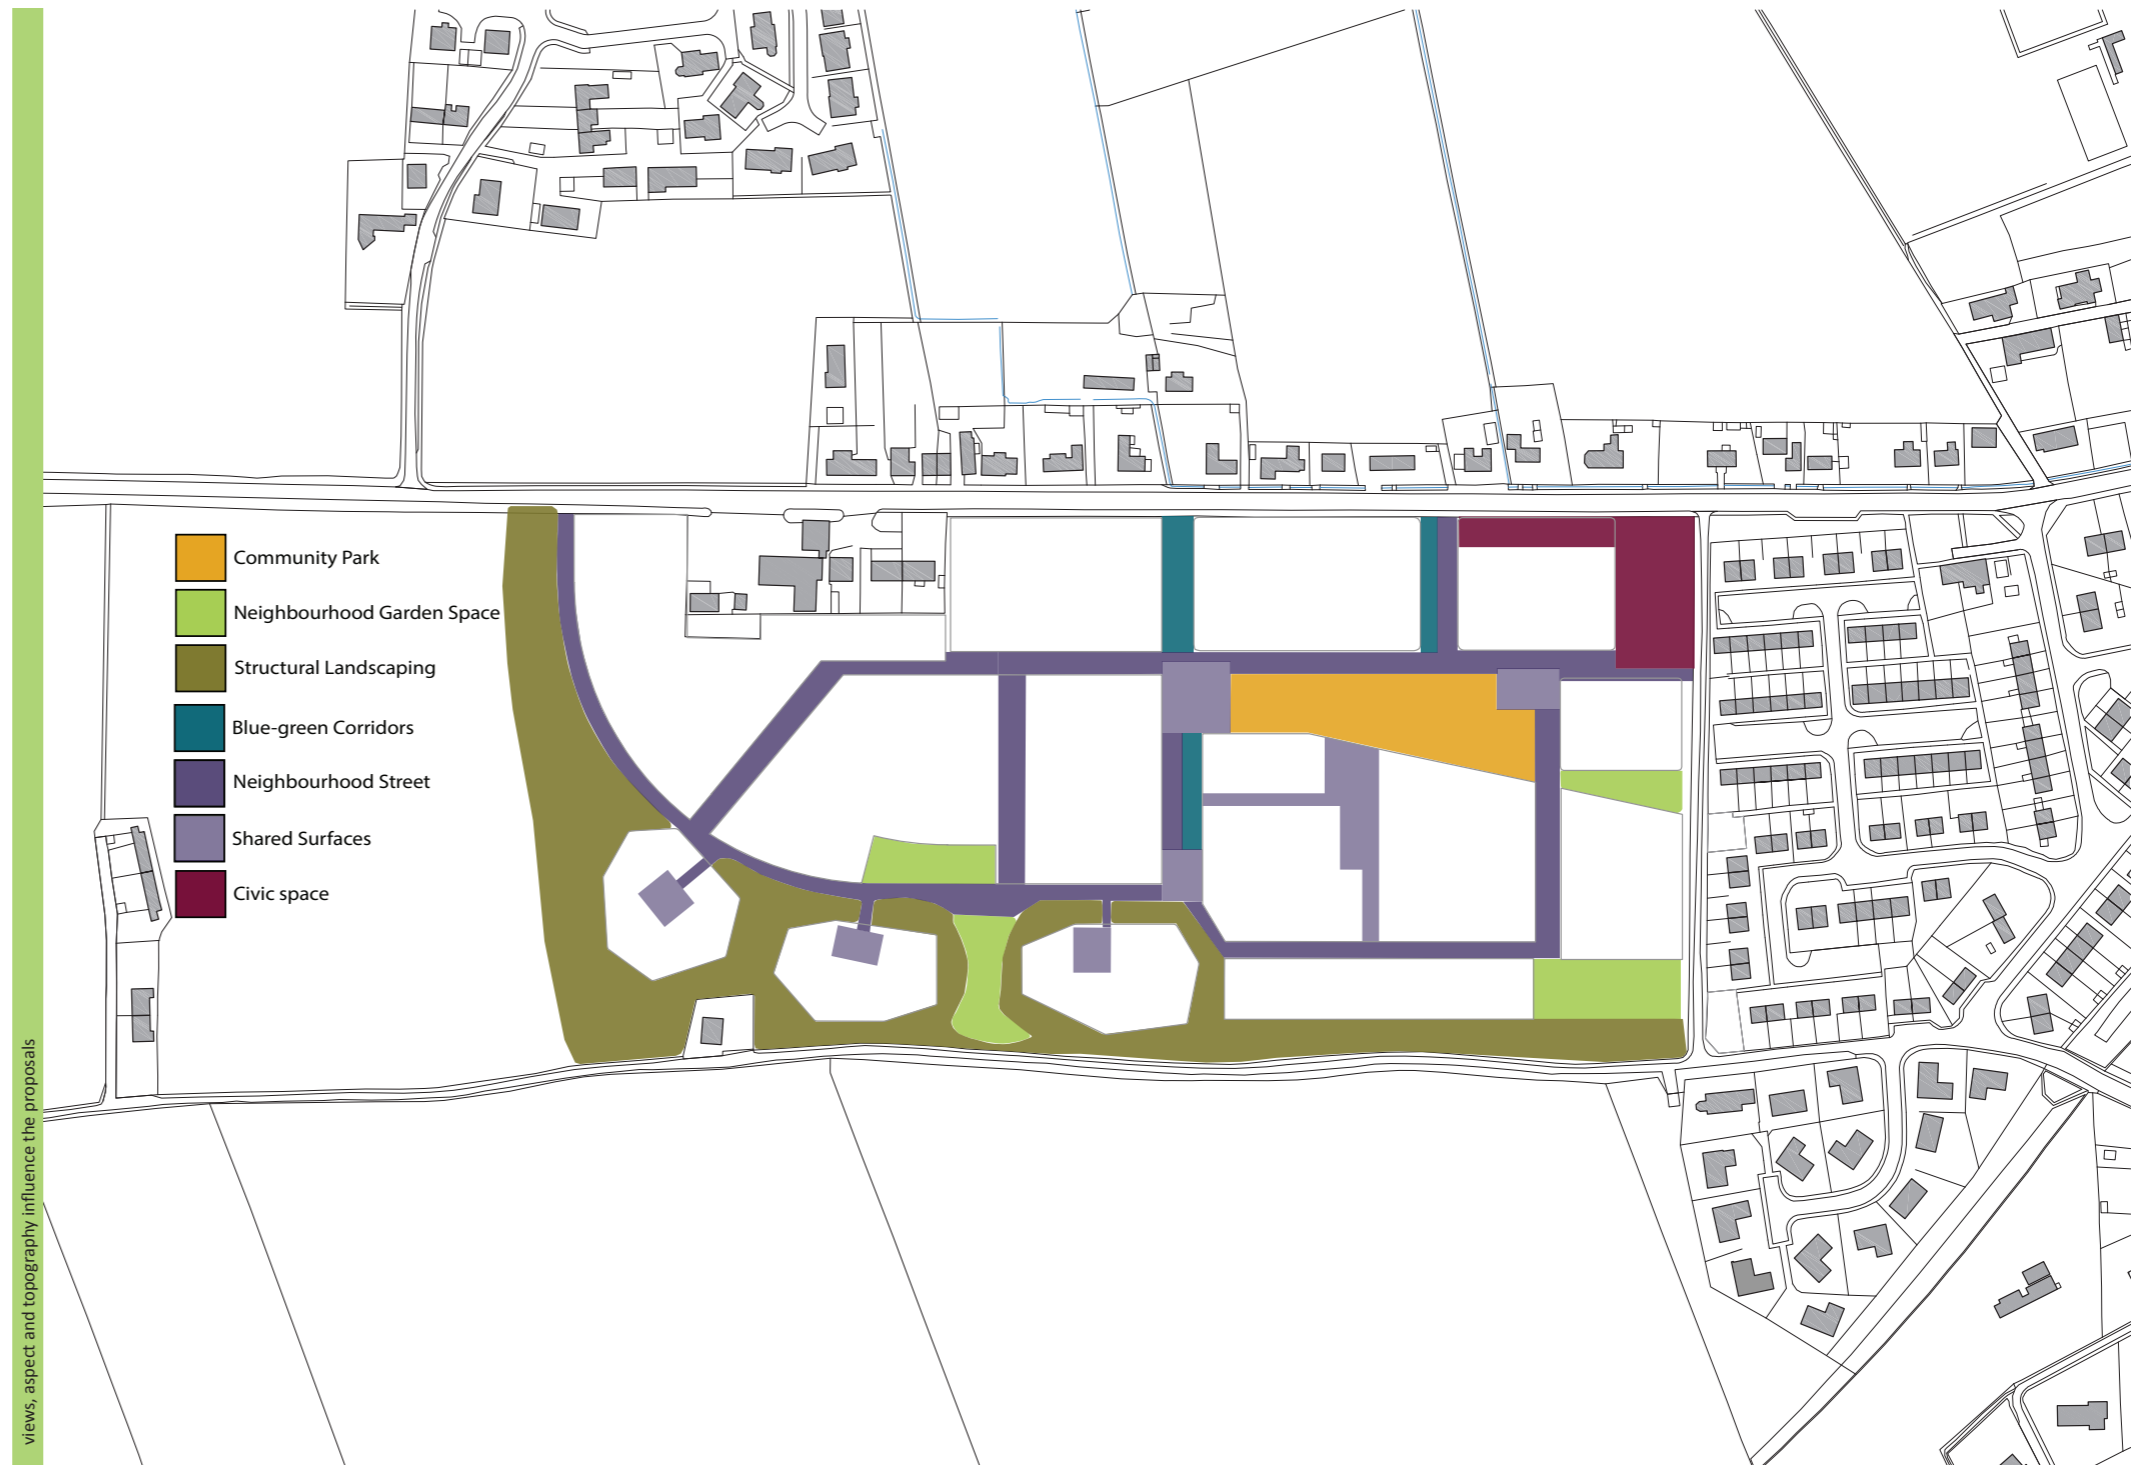 views, aspect and topography influence the proposals
Community Park
Neighbourhood Garden Space
Structural Landscaping
Blue-green Corridors
Neighbourhood Street
Shared Surfaces
Civic space